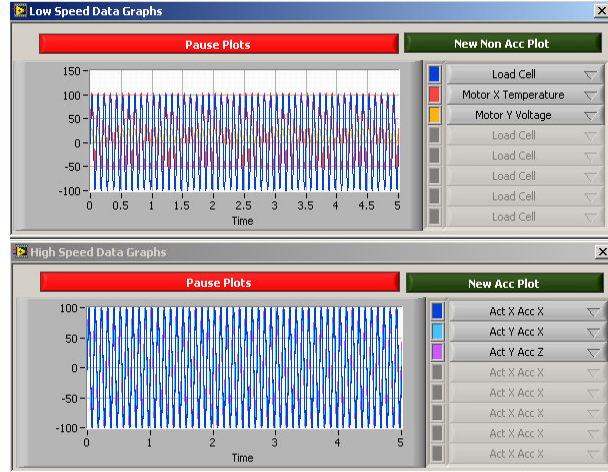 Low Speed Data Graphs
Pause Plots
New Non Acc Plot
150
100
50
0
-50
-100
0 0.5 1 1.5 2 2.5 3 3.5 4 4.5 5
Time
Load Cell
Motor X Temperature
Motor Y Voltage
Load Cell
Load Cell
Load Cell
Load Cell
Load Cell
High Speed Data Graphs
Pause Plots
New Acc Plot
100
50
0
-50
-100
0 1 2 3 4 5
Time
Act X Acc X
Act Y Acc X
Act Y Acc Z
Act X Acc X
Act X Acc X
Act X Acc X
Act X Acc X
Act X Acc X